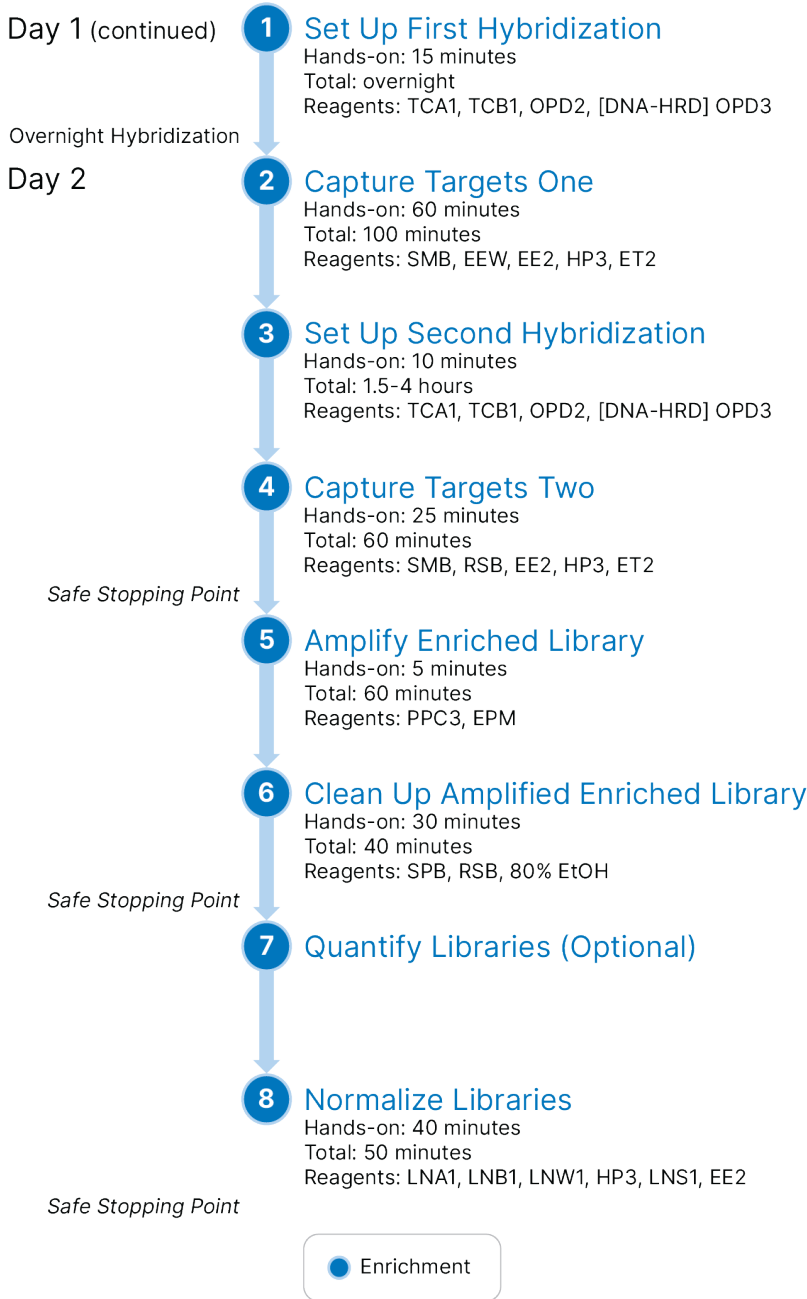 Day 1 (continued)
1
Set Up First Hybridization
Hands-on: 15 minutes
Total: overnight
Reagents: TCA1, TCB1, OPD2, [DNA-HRD] OPD3
Overnight Hybridization
Day 2
2
Capture Targets One
Hands-on: 60 minutes
Total: 100 minutes
Reagents: SMB, EEW, EE2, HP3, ET2
3
Set Up Second Hybridization
Hands-on: 10 minutes
Total: 1.5-4 hours
Reagents: TCA1, TCB1, OPD2, [DNA-HRD] OPD3
4
Capture Targets Two
Hands-on: 25 minutes
Total: 60 minutes
Reagents: SMB, RSB, EE2, HP3, ET2
Safe Stopping Point
5
Amplify Enriched Library
Hands-on: 5 minutes
Total: 60 minutes
Reagents: PPC3, EPM
6
Clean Up Amplified Enriched Library
Hands-on: 30 minutes
Total: 40 minutes
Reagents: SPB, RSB, 80% EtOH
Safe Stopping Point
7
Quantify Libraries (Optional)
8
Normalize Libraries
Hands-on: 40 minutes
Total: 50 minutes
Reagents: LNA1, LNB1, LNW1, HP3, LNS1, EE2
Safe Stopping Point
Enrichment